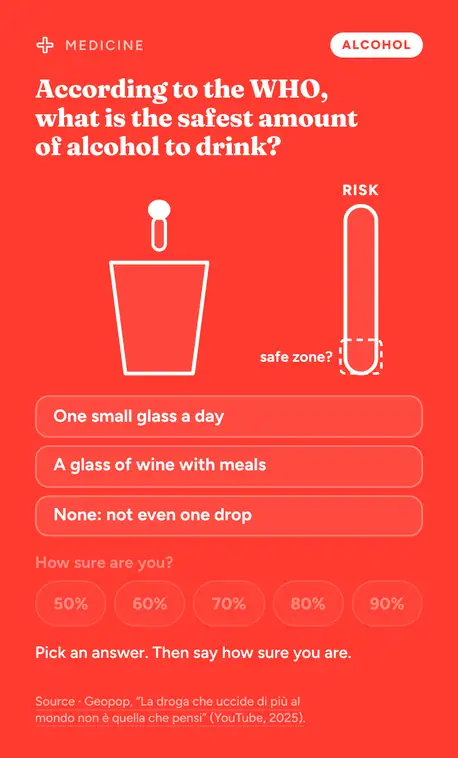 MEDICINE
ALCOHOL
According to the WHO,
what is the safest amount
of alcohol to drink?
RISK
safe zone?
One small glass a day
A glass of wine with meals
None: not even one drop
How sure are you?
50% 60% 70% 80% 90%
Pick an answer. Then say how sure you are.
Source · Geopop, “La droga che uccide di più al
mondo non è quella che pensi” (YouTube, 2025).